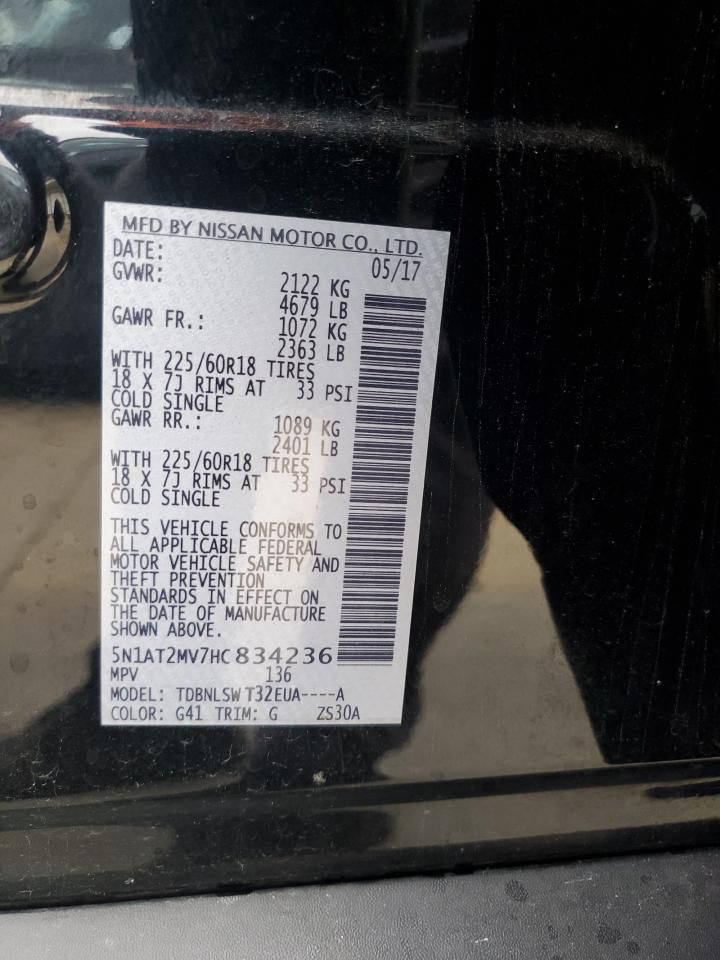 MFD BY NISSAN MOTOR CO., LTD.
DATE: 05/17
GVWR: 2122 KG
4679 LB
GAWR FR.: 1072 KG
2363 LB
WITH 225/60R18 TIRES
18 X 7J RIMS AT 33 PSI
COLD SINGLE
GAWR RR.: 1089 KG
2401 LB
WITH 225/60R18 TIRES
18 X 7J RIMS AT 33 PSI
COLD SINGLE
THIS VEHICLE CONFORMS TO
ALL APPLICABLE FEDERAL
MOTOR VEHICLE SAFETY AND
THEFT PREVENTION
STANDARDS IN EFFECT ON
THE DATE OF MANUFACTURE
SHOWN ABOVE.
5N1AT2MV7HC834236
MPV 136
MODEL: TDBNLSW T32EUA----A
COLOR: G41 TRIM: G ZS30A